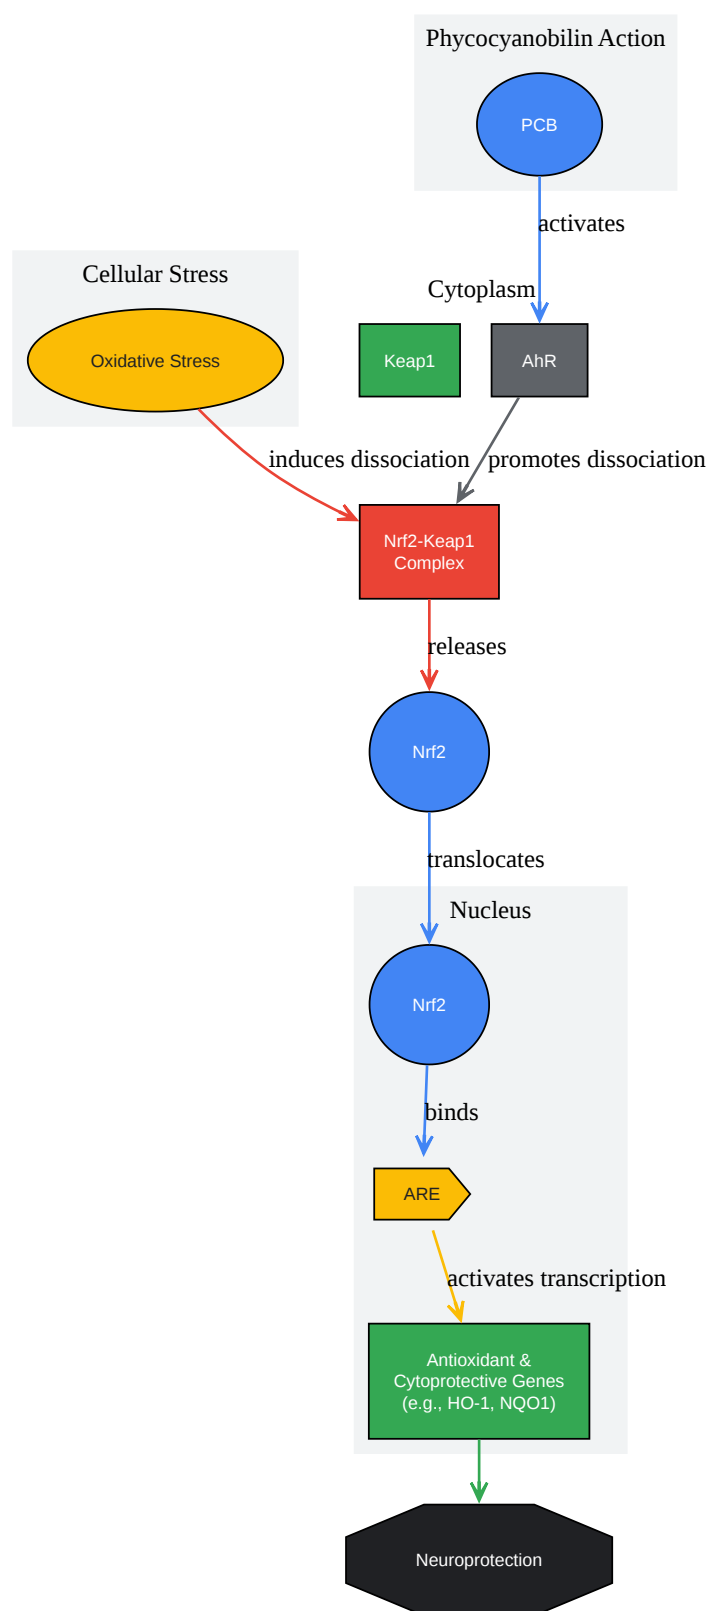 Phycocyanobilin Action
PCB
activates
Cellular Stress
Cytoplasm
Oxidative Stress
Keap1
AhR
induces dissociation
promotes dissociation
Nrf2-Keap1
Complex
releases
Nrf2
translocates
Nucleus
Nrf2
binds
ARE
activates transcription
Antioxidant &
Cytoprotective Genes
(e.g., HO-1, NQO1)
Neuroprotection